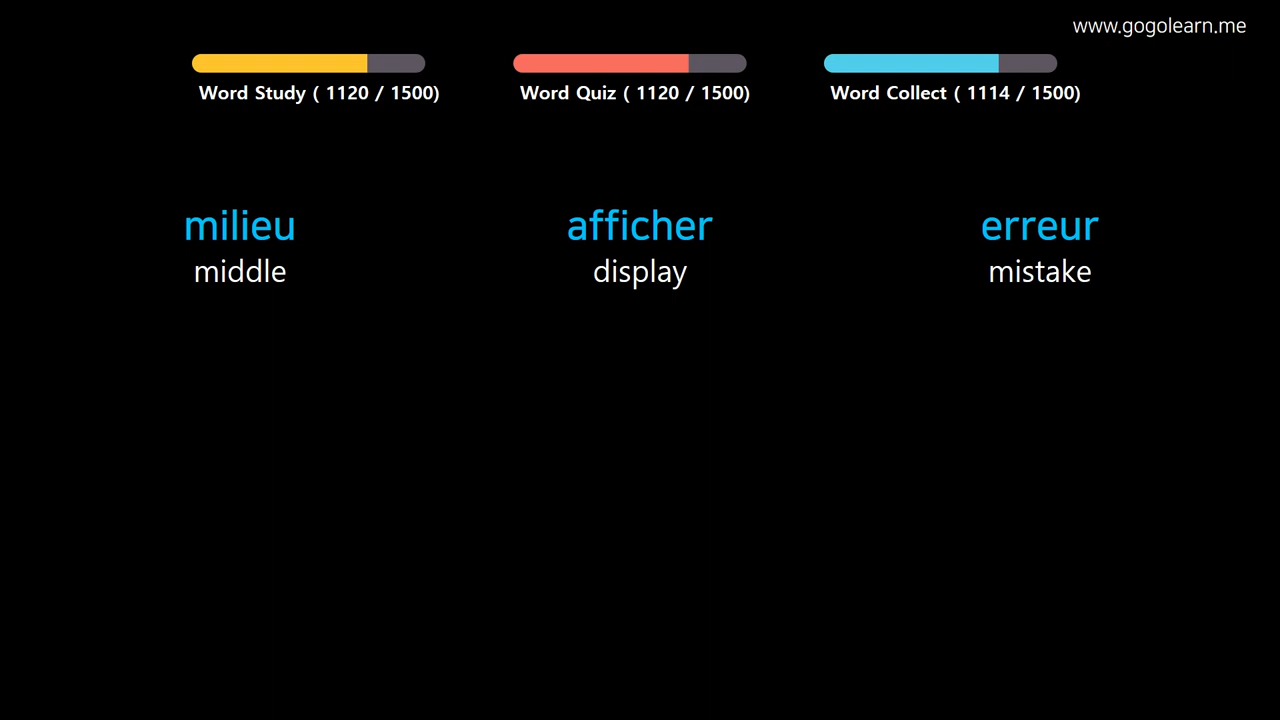 www.gogolearn.me
Word Study ( 1120 / 1500)
Word Quiz ( 1120 / 1500)
Word Collect ( 1114 / 1500)
milieu
middle
afficher
display
erreur
mistake